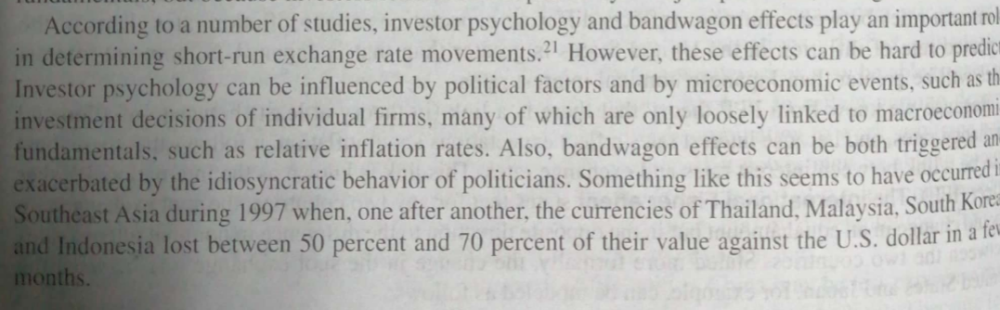 According to a number of studies, investor psychology and bandwagon effects play an important rol
in determining short-run exchange rate movements.21 However, these effects can be hard to predic
Investor psychology can be influenced by political factors and by microeconomic events, such as th
investment decisions of individual firms, many of which are only loosely linked to macroeconomi
fundamentals, such as relative inflation rates. Also, bandwagon effects can be both triggered an
exacerbated by the idiosyncratic behavior of politicians. Something like this seems to have occurred i
Southeast Asia during 1997 when, one after another, the currencies of Thailand, Malaysia, South Korea
and Indonesia lost between 50 percent and 70 percent of their value against the U.S. dollar in a few
months.